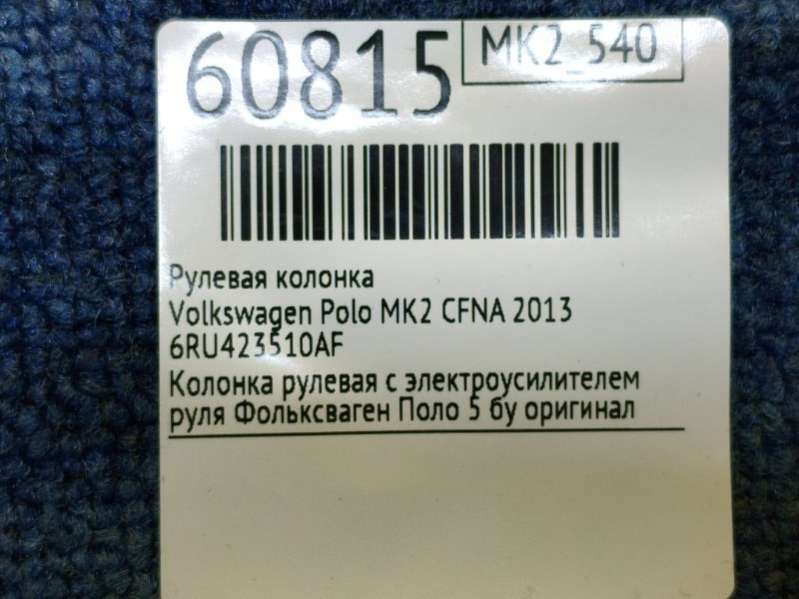 60815
MK2_540
Рулевая колонка
Volkswagen Polo MK2 CFNA 2013
6RU423510AF
Колонка рулевая с электроусилителем
руля Фольксваген Поло 5 бу оригинал